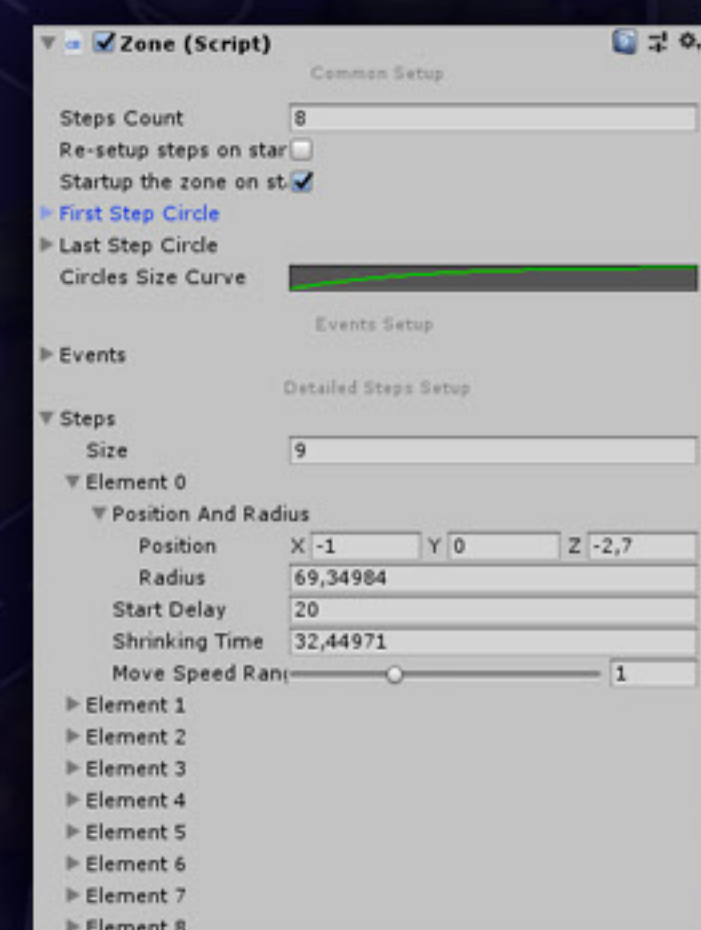 Zone (Script)
Common Setup
Steps Count 8
Re-setup steps on star
Startup the zone on st
First Step Circle
Last Step Circle
Circles Size Curve
Events Setup
Events
Detailed Steps Setup
Steps
Size 9
Element 0
Position And Radius
Position X -1 Y 0 Z -2,7
Radius 69,34984
Start Delay 20
Shrinking Time 32,44971
Move Speed Ran 1
Element 1
Element 2
Element 3
Element 4
Element 5
Element 6
Element 7
Element 8